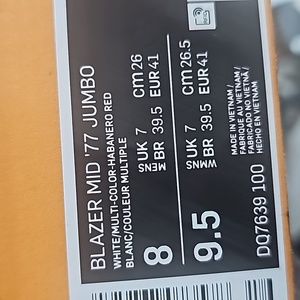 BLAZER MID '77 JUMBO
WHITE/MULTI-COLOR-HABANERO RED
BLANC/COULEUR MULTIPLE
MENS
8
UK 7 cm 26
BR 39.5 EUR 41
WMNS
9.5
UK 7 cm 26.5
BR 39.5 EUR 41
MADE IN VIETNAM/
FABRIQUÉ AU VIETNAM/
FABRICADO NO VIETNÃ/
HECHO EN VIETNAM
DQ7639 100